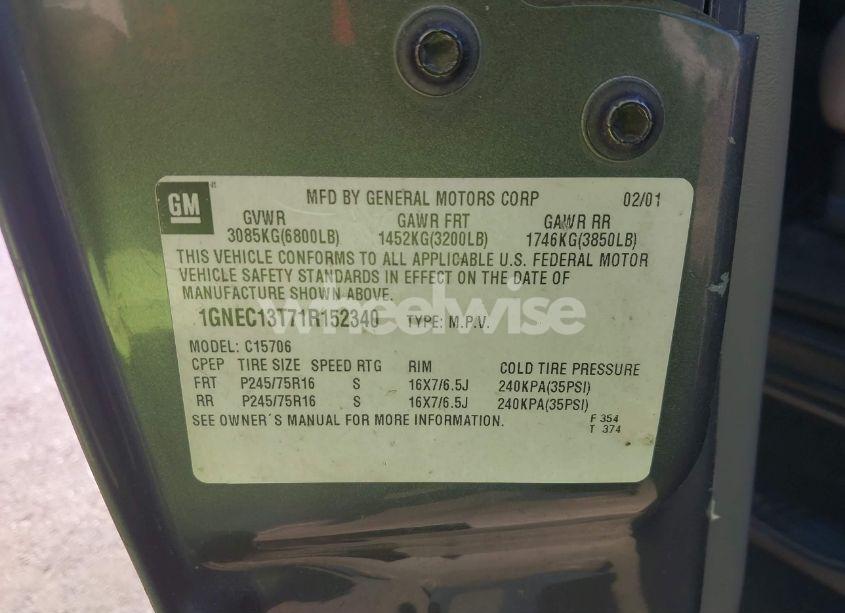 GM
MFD BY GENERAL MOTORS CORP 02/01
GVWR GAWR FRT GAWR RR
3085KG(6800LB) 1452KG(3200LB) 1746KG(3850LB)
THIS VEHICLE CONFORMS TO ALL APPLICABLE U.S. FEDERAL MOTOR
VEHICLE SAFETY STANDARDS IN EFFECT ON THE DATE OF
MANUFACTURE SHOWN ABOVE.
wheelwise
1GNEC13T71R152340 TYPE: M.P.V.
MODEL: C15706
CPEP TIRE SIZE SPEED RTG RIM COLD TIRE PRESSURE
FRT P245/75R16 S 16X7/6.5J 240KPA(35PSI)
RR P245/75R16 S 16X7/6.5J 240KPA(35PSI)
SEE OWNER'S MANUAL FOR MORE INFORMATION.
F 354
T 374